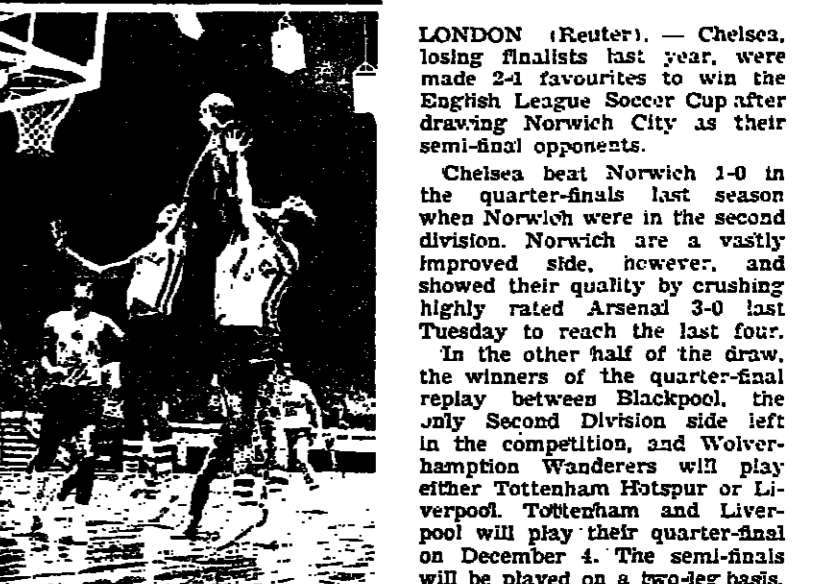 LONDON (Reuter). — Chelsea,
losing finalists last year, were
made 2-1 favourites to win the
English League Soccer Cup after
drawing Norwich City as their
semi-final opponents.
Chelsea beat Norwich 1-0 in
the quarter-finals last season
when Norwich were in the second
division. Norwich are a vastly
improved side, however, and
showed their quality by crushing
highly rated Arsenal 3-0 last
Tuesday to reach the last four.
In the other half of the draw,
the winners of the quarter-final
replay between Blackpool, the
only Second Division side left
in the competition, and Wolver-
hamption Wanderers will play
either Tottenham Hotspur or Li-
verpool. Tottenham and Liver-
pool will play their quarter-final
on December 4. The semi-finals
will be played on a two-leg basis.